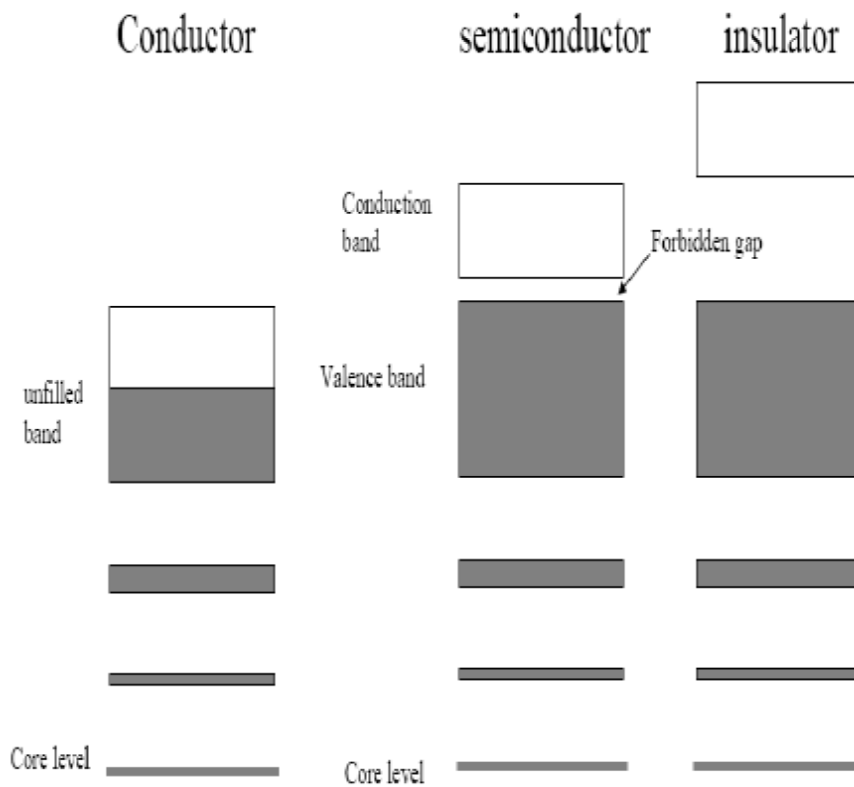 Conductor
semiconductor
insulator
Conduction
band
Forbidden gap
unfilled
band
Valence band
Core level
Core level